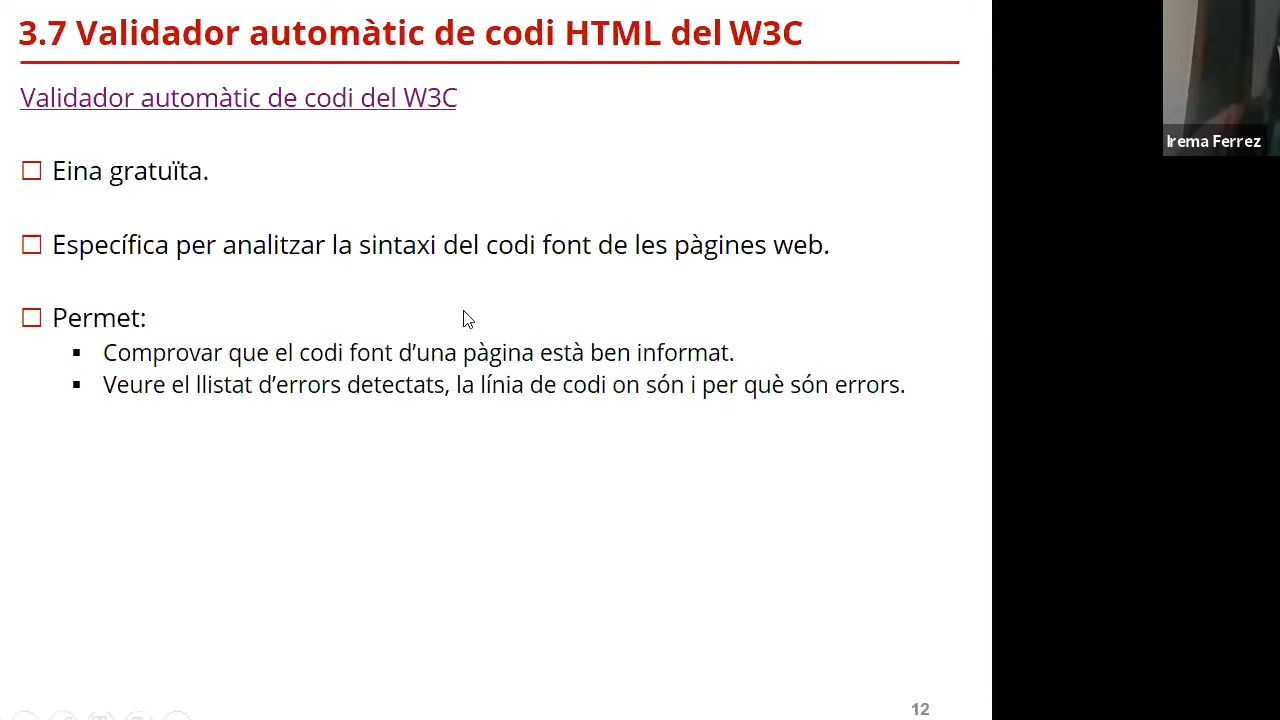 3.7 Validador automàtic de codi HTML del W3C
Validador automàtic de codi del W3C
Eina gratuïta.
Específica per analitzar la sintaxi del codi font de les pàgines web.
Permet:
Comprovar que el codi font d’una pàgina està ben informat.
Veure el llistat d’errors detectats, la línia de codi on són i per què són errors.
12
Irema Ferrez